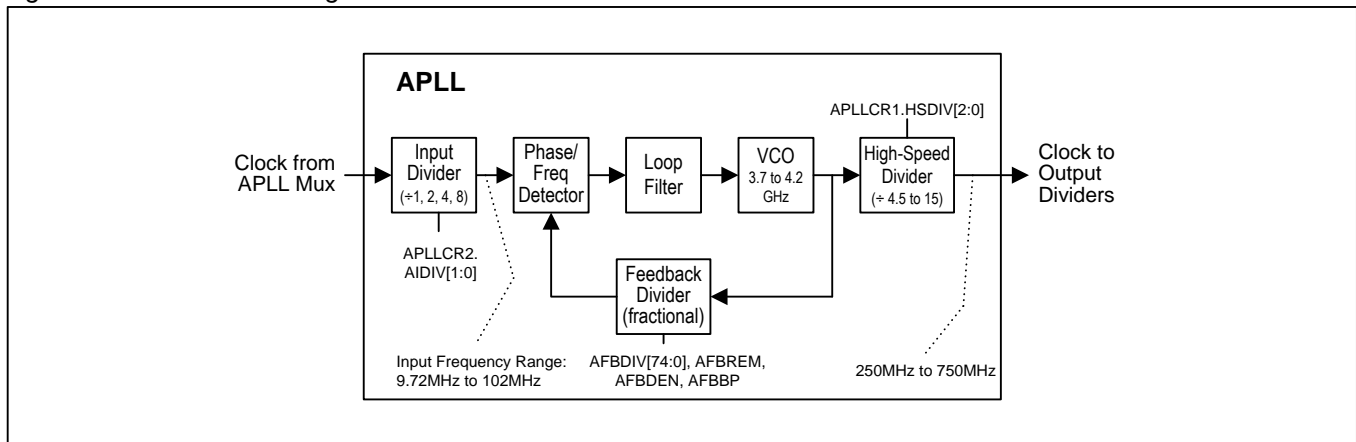 APLL
APLLCR1.HSDIV[2:0]
Clock from
APLL Mux
Input
Divider
(÷1, 2, 4, 8)
Phase/
Freq
Detector
Loop
Filter
VCO
3.7 to 4.2
GHz
High-Speed
Divider
(÷ 4.5 to 15)
Clock to
Output
Dividers
APLLCR2.
AIDIV[1:0]
Feedback
Divider
(fractional)
Input Frequency Range:
9.72MHz to 102MHz
AFBDIV[74:0], AFBREM,
AFBDEN, AFBBP
250MHz to 750MHz